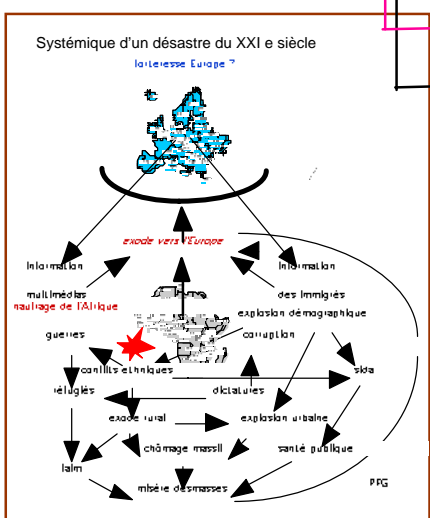 Systémique d'un désastre du XXI e siècle
forteresse Europe ?
exode vers l'Europe
Information
Information
multimédias
des immigrés
naufrage de l'Afrique
explosion démographique
guerres
corruption
conflits ethniques
sida
réfugiés
dictatures
exode rural
explosion urbaine
chômage massif
santé publique
faim
misère des masses
PPG